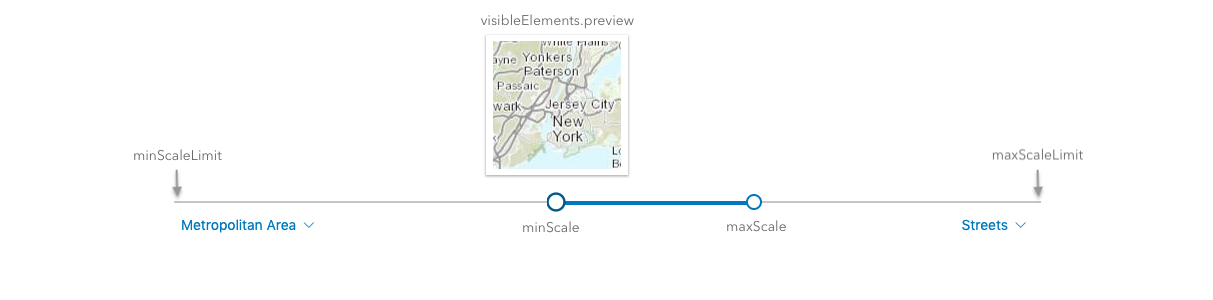 visibleElements.preview
White Plains
ayne Yonkers
Paterson
Passaic
wark Jersey City
New
York
Lo
Be
minScaleLimit
maxScaleLimit
Metropolitan Area
minScale
maxScale
Streets